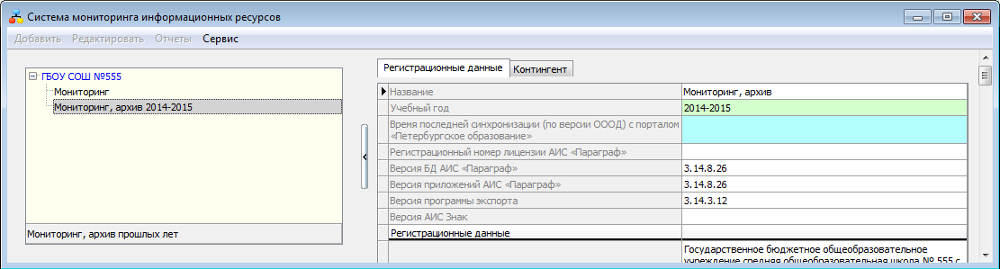 Система мониторинга информационных ресурсов
Добавить Редактировать Отчеты Сервис
ГБОУ СОШ №555
Мониторинг
Мониторинг, архив 2014-2015
Мониторинг, архив прошлых лет
Регистрационные данные Контингент
Название Мониторинг, архив
Учебный год 2014-2015
Время последней синхронизации (по версии ОООД) с порталом
«Петербургское образование»
Регистрационный номер лицензии АИС «Параграф»
Версия БД АИС «Параграф» 3.14.8.26
Версия приложений АИС «Параграф» 3.14.8.26
Версия программы экспорта 3.14.3.12
Версия АИС Знак
Регистрационные данные
Государственное бюджетное общеобразовательное
учреждение средняя общеобразовательная школа № 555 с